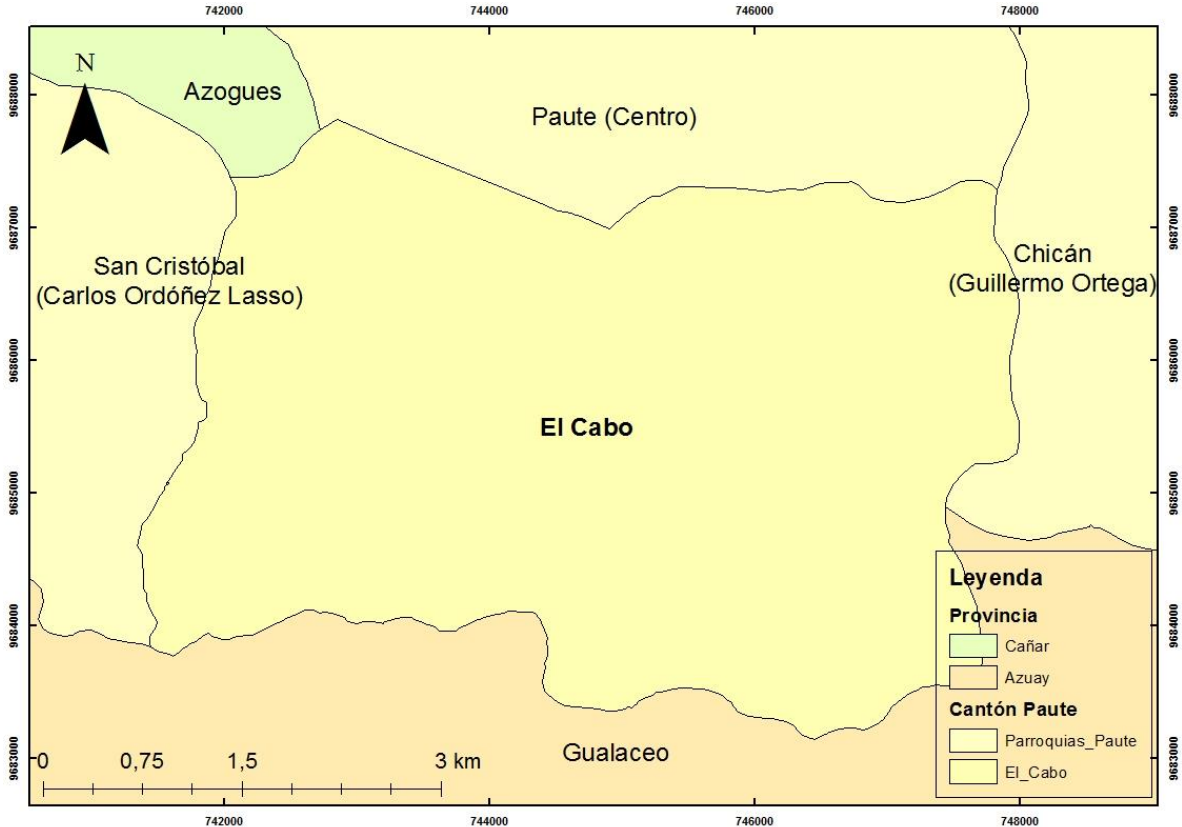 742000
744000
746000
748000
N
Azogues
Paute (Centro)
San Cristóbal
(Carlos Ordóñez Lasso)
Chicán
(Guillermo Ortega)
El Cabo
Gualaceo
9688000
9687000
9686000
9685000
9684000
9683000
9688000
9687000
9686000
9685000
9684000
9683000
0 0,75 1,5 3 km
Leyenda
Provincia
Cañar
Azuay
Cantón Paute
Parroquias_Paute
El_Cabo
742000
744000
746000
748000